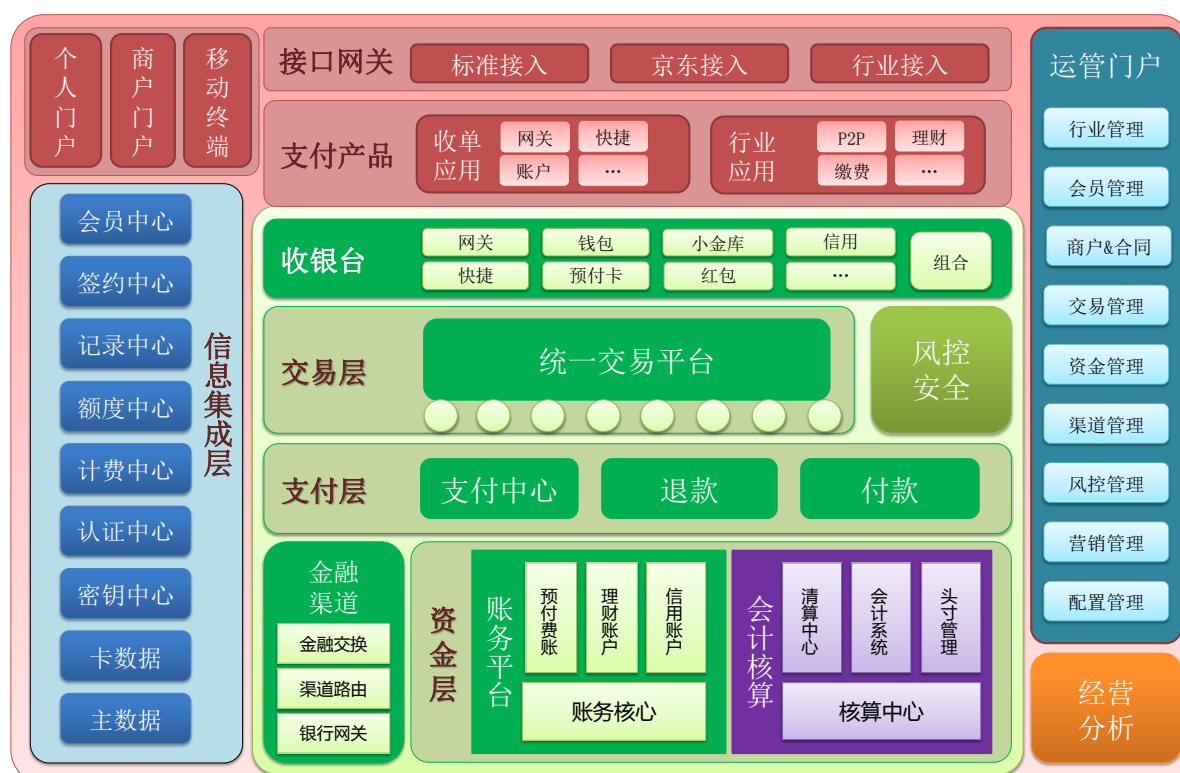 个人门户
商户门户
移动终端
接口网关
标准接入
京东接入
行业接入
支付产品
收单
应用
网关
快捷
账户
…
行业
应用
P2P
理财
缴费
…
信息集成层
会员中心
签约中心
记录中心
额度中心
计费中心
认证中心
密钥中心
卡数据
主数据
收银台
网关
钱包
小金库
信用
快捷
预付卡
红包
…
组合
交易层
统一交易平台
风控
安全
支付层
支付中心
退款
付款
金融
渠道
金融交换
渠道路由
银行网关
资金层
账务平台
预付费账
理财账户
信用账户
账务核心
会计核算
清算中心
会计系统
头寸管理
核算中心
运管门户
行业管理
会员管理
商户&合同
交易管理
资金管理
渠道管理
风控管理
营销管理
配置管理
经营
分析